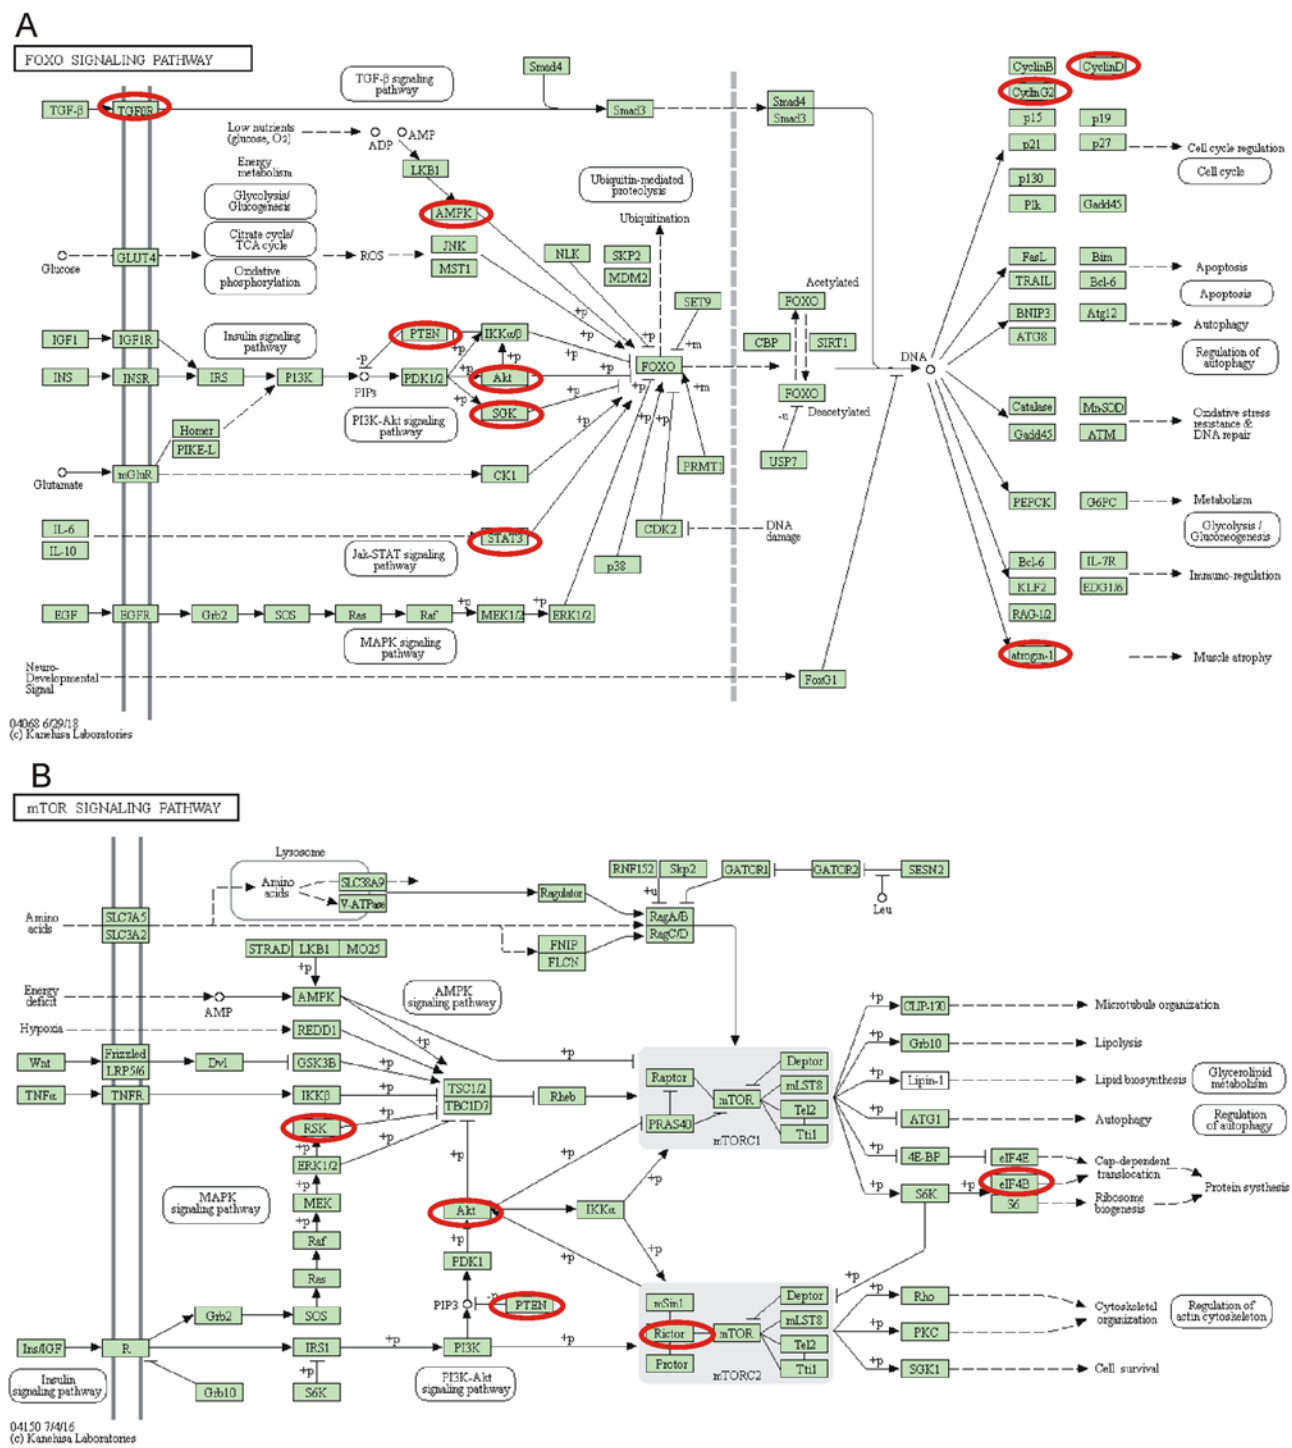 A
FOXO SIGNALING PATHWAY
TGF-β
TGFβR
TGF-β signaling
pathway
Smad4
Smad3
Smad4
Smad3
Low nutrients
(glucose, O2)
ADP
AMP
LKB1
AMPK
Energy
metabolism
Glycolysis/
Glucogenesis
Citrate cycle/
TCA cycle
Oxidative
phosphorylation
Glucose
GLUT4
ROS
JNK
MST1
NLK
SKP2
MDM2
Ubiquitin-mediated
proteolysis
Ubiquitination
SET9
+p
+p
+p
+m
Acetylated
FOXO
CBP
SIRT1
FOXO
Deacetylated
-u
USP7
IGF1
IGF1R
Insulin signaling
pathway
INS
INSR
IRS
P13K
PIP3
-p
PTEN
PDK1/2
IKKα/β
+p
+p
+p
+p
Akt
SGK
+p
+p
+p
FOXO
+m
+p
+p
PI3K-Akt signaling
pathway
Homer
PIKE-L
Glutamate
mGluR
CK1
PRMT1
IL-6
IL-10
STAT3
Jak-STAT signaling
pathway
CDK2
DNA
damage
p38
EGF
EGFR
Grb2
SOS
Ras
Raf
+p
MEK1/2
+p
ERK1/2
MAPK signaling
pathway
Neuro-
Developmental
Signal
FoxG1
DNA
CyclinB
CyclinD
CyclinG2
p15
p19
p21
p27
p130
Plk
Gadd45
Cell cycle regulation
Cell cycle
FasL
Bim
TRAIL
Bcl-6
Apoptosis
Apoptosis
BNIP3
Atg12
ATG8
Autophagy
Regulation of
autophagy
Catalase
MnSOD
Gadd45
ATM
Oxidative stress
resistance &
DNA repair
PEPCK
G6PC
Metabolism
Glycolysis /
Gluconeogenesis
Bcl-6
IL-7R
KLF2
EDG1/6
RAG-1/2
Immuno-regulation
atrogin-1
Muscle atrophy
04068 6/29/18
(c) Kanehisa Laboratories
B
mTOR SIGNALING PATHWAY
Lysosome
Amino
acids
SLC38A9
V-ATPase
Ragulator
RNF152
Skp2
GATOR1
GATOR2
SESN2
Leu
+u
RagA/B
RagC/D
Amino
acids
SLC7A5
SLC3A2
FNIP
FLCN
STRAD
LKB1
MO25
+p
Energy
deficit
AMP
AMPK
AMPK
signaling pathway
Hypoxia
REDD1
+p
+p
+p
Wnt
Frizzled
LRP5/6
Dvl
GSK3B
+p
TNFα
TNFR
IKKβ
+p
TSC1/2
TBC1D7
Rheb
RSK
+p
+p
ERK1/2
+p
+p
MEK
+p
Raf
Ras
MAPK
signaling pathway
Raptor
mTOR
PRAS40
Deptor
mLST8
Tel2
Tti1
mTORC1
+p
+p
Akt
IKKα
+p
+p
+p
+p
PDK1
PIP3
-p
PTEN
Grb2
SOS
Ins/IGF
R
IRS1
+p
PI3K
+p
Insulin
signaling pathway
Grb10
+p
S6K
PI3K-Akt
signaling pathway
mSin1
Rictor
Protor
mTOR
Deptor
mLST8
Tel2
Tti1
mTORC2
+p
CLIP-170
Microtubule organization
+p
Grb10
Lipolysis
+p
Lipin-1
Lipid biosynthesis
Glycerolipid
metabolism
+p
ATG1
Autophagy
Regulation
of autophagy
+p
4E-BP
eIF4E
Cap-dependent
translocation
+p
S6K
+p
eIF4B
S6
Ribosome
biogenesis
Protein systhesis
+p
+p
Rho
Cytoskeletal
organization
Regulation of
actin cytoskeleton
+p
PKC
+p
SGK1
Cell survival
04150 7/4/16
(c) Kanehisa Laboratories